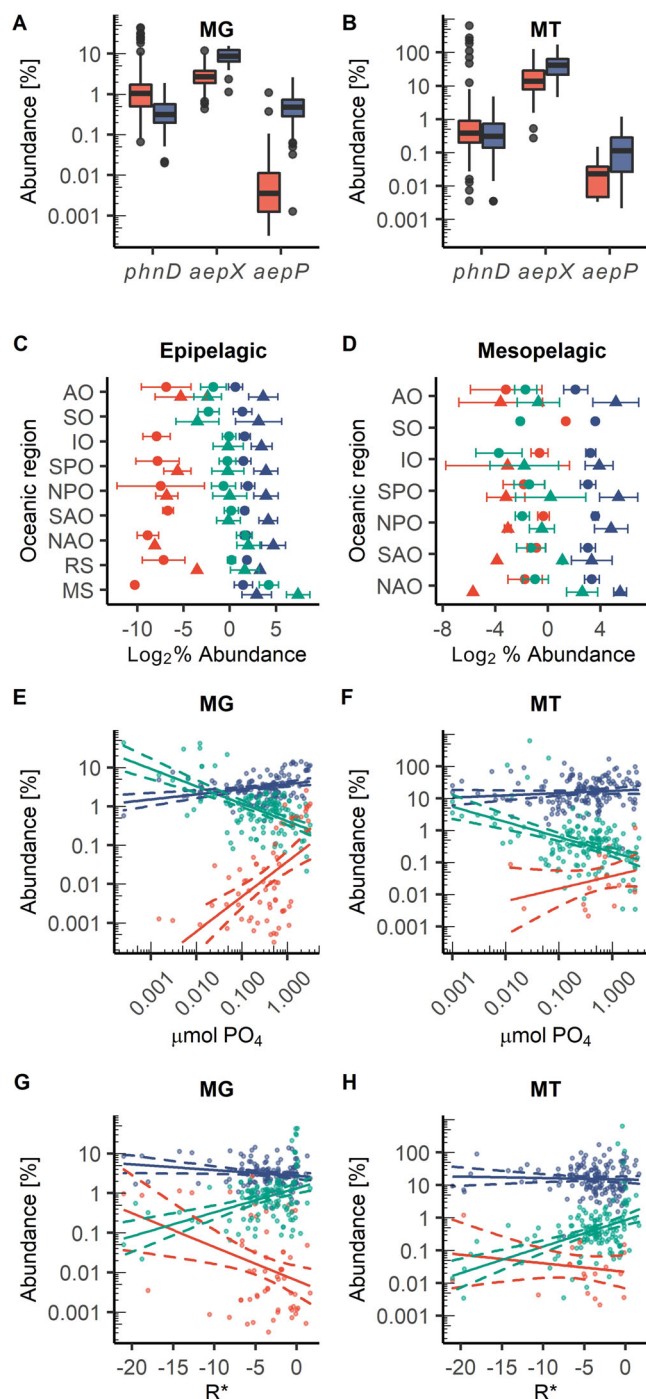 A MG
Abundance [%]
10
1
0.1
0.01
0.001
phnD aepX aepP
B MT
Abundance [%]
100
10
1
0.1
0.01
0.001
phnD aepX aepP
C Epipelagic
Oceanic region
AO
SO
IO
SPO
NPO
SAO
NAO
RS
MS
-10 -5 0 5
Log2 % Abundance
D Mesopelagic
Oceanic region
AO
SO
IO
SPO
NPO
SAO
NAO
-8 -4 0 4
Log2 % Abundance
E MG
Abundance [%]
10
1
0.1
0.01
0.001
0.001 0.010 0.100 1.000
μmol PO4
F MT
Abundance [%]
100
10
1
0.1
0.01
0.001
0.001 0.010 0.100 1.000
μmol PO4
G MG
Abundance [%]
10
1
0.1
0.01
0.001
-20 -15 -10 -5 0
R*
H MT
Abundance [%]
100
10
1
0.1
0.01
0.001
-20 -15 -10 -5 0
R*